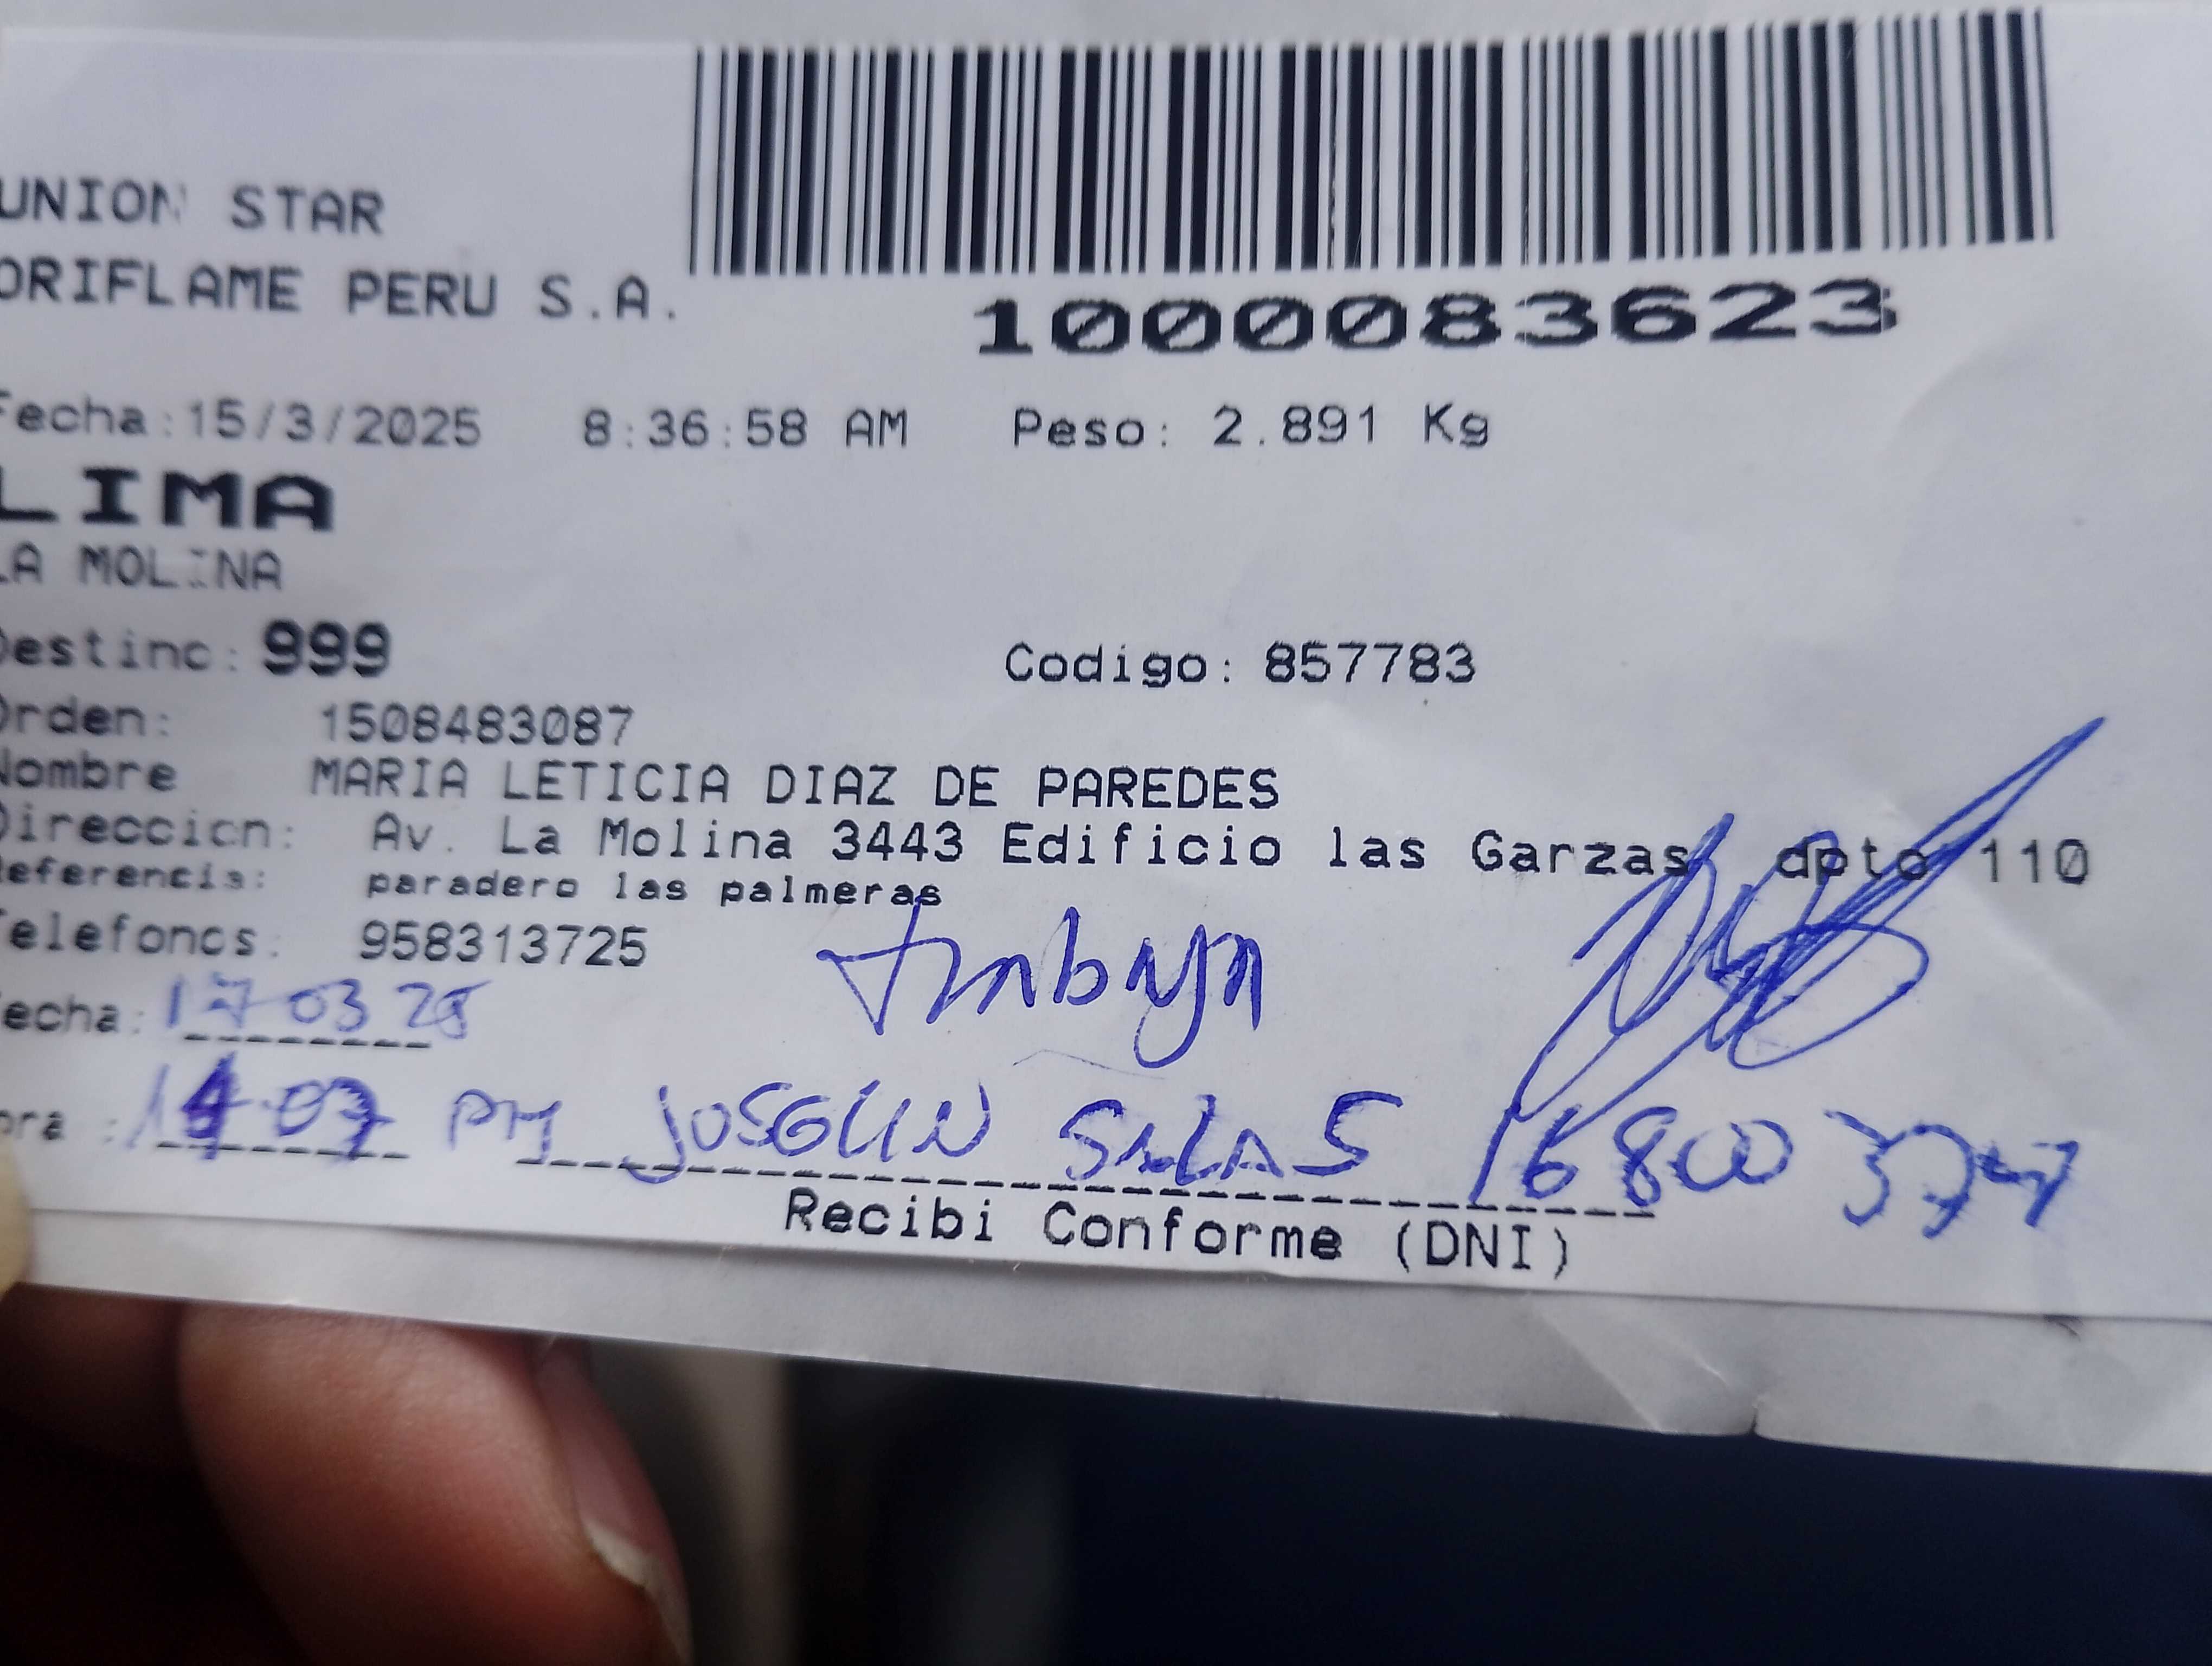 UNION STAR
ORIFLAME PERU S.A.
1000083623
Fecha:15/3/2025 8:36:58 AM Peso: 2.891 Kg
LIMA
LA MOLINA
Destino: 999 Codigo: 857783
Orden: 1508483087
Nombre MARIA LETICIA DIAZ DE PAREDES
Direccion: Av. La Molina 3443 Edificio las Garzas dpto 110
Referencia: paradero las palmeras
Telefonos. 958313725
trabaja
Fecha: 17 03 25
ora : PM JOSELIN SALAS
Recibi Conforme (DNI)